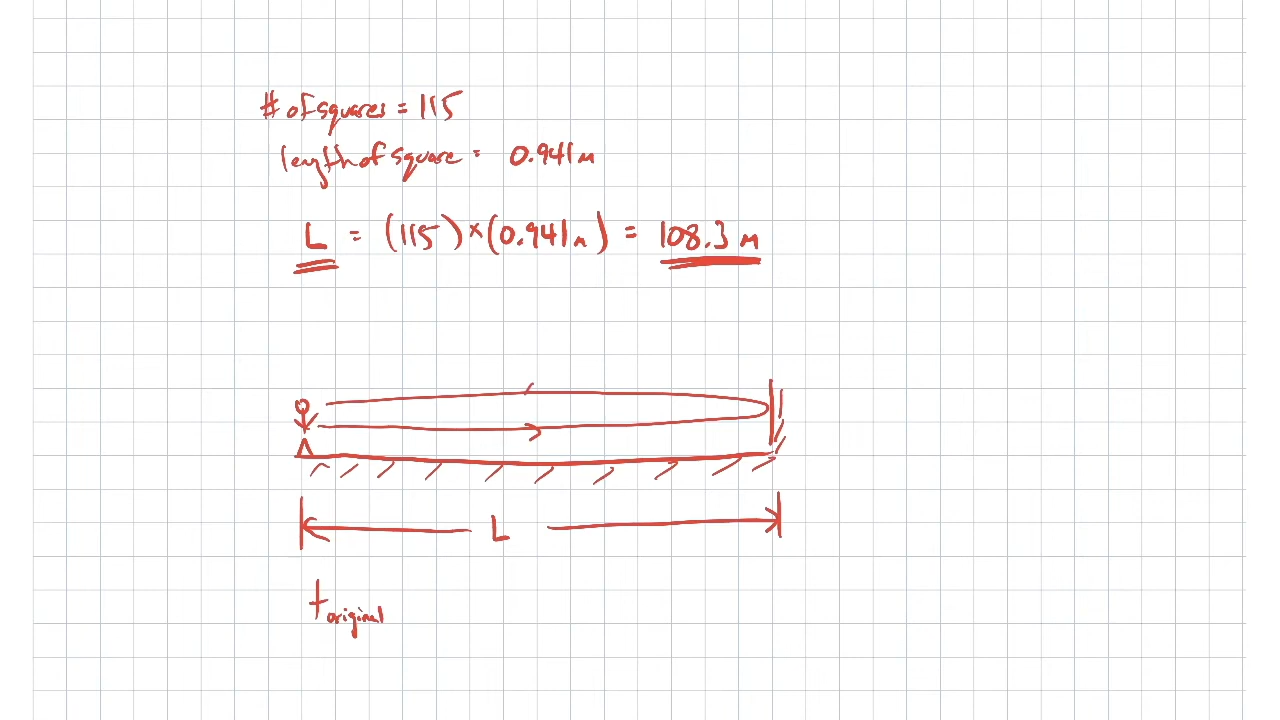 # of squares = 115
length of square = 0.941 m
L = (115) × (0.941 m) = 108.3 m
L
t original